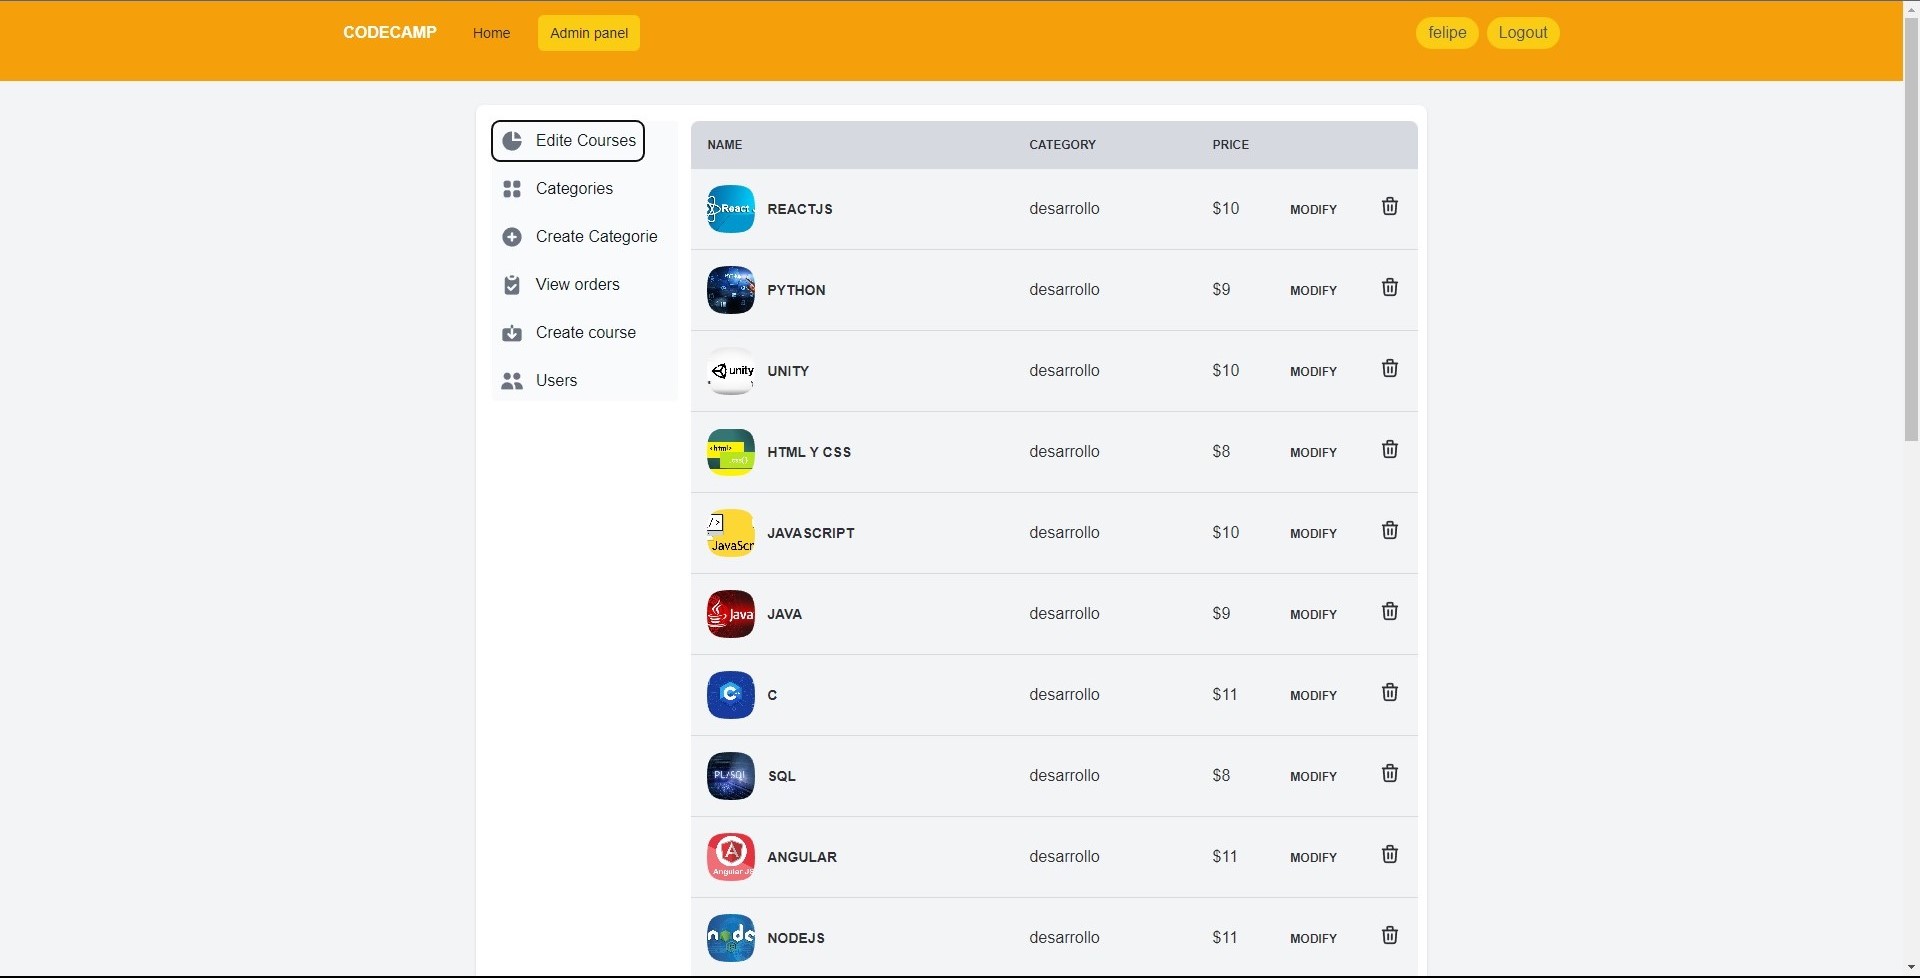 CODECAMP Home Admin panel felipe Logout
Edite Courses
Categories
Create Categorie
View orders
Create course
Users
NAME CATEGORY PRICE
React REACTJS desarrollo $10 MODIFY
PYTHON desarrollo $9 MODIFY
unity UNITY desarrollo $10 MODIFY
<html> HTML Y CSS desarrollo $8 MODIFY
</> JavaScr JAVASCRIPT desarrollo $10 MODIFY
Java JAVA desarrollo $9 MODIFY
C C desarrollo $11 MODIFY
PL/SQL SQL desarrollo $8 MODIFY
A Angular JS ANGULAR desarrollo $11 MODIFY
node NODEJS desarrollo $11 MODIFY